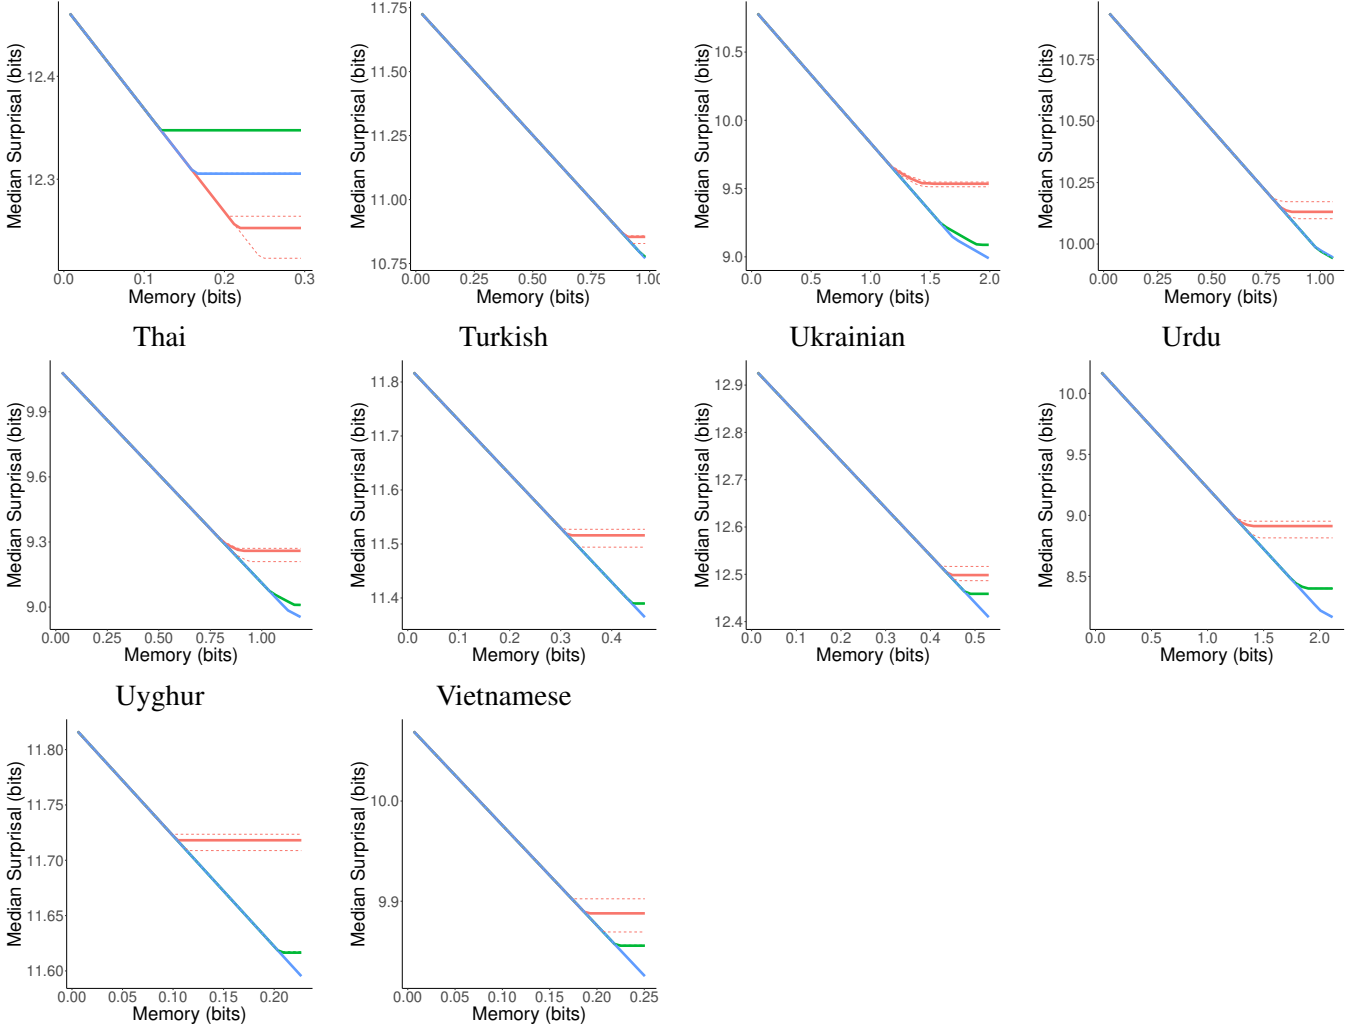 Median Surprisal (bits)
12.4
12.3
0.0 0.1 0.2 0.3
Memory (bits)
Median Surprisal (bits)
11.75
11.50
11.25
11.00
10.75
0.00 0.25 0.50 0.75 1.00
Memory (bits)
Median Surprisal (bits)
10.5
10.0
9.5
9.0
0.0 0.5 1.0 1.5 2.0
Memory (bits)
Median Surprisal (bits)
10.75
10.50
10.25
10.00
0.00 0.25 0.50 0.75 1.00
Memory (bits)
Thai Turkish Ukrainian Urdu
Median Surprisal (bits)
9.9
9.6
9.3
9.0
0.00 0.25 0.50 0.75 1.00
Memory (bits)
Median Surprisal (bits)
11.8
11.7
11.6
11.5
11.4
0.0 0.1 0.2 0.3 0.4
Memory (bits)
Median Surprisal (bits)
12.9
12.8
12.7
12.6
12.5
12.4
0.0 0.1 0.2 0.3 0.4 0.5
Memory (bits)
Median Surprisal (bits)
10.0
9.5
9.0
8.5
0.0 0.5 1.0 1.5 2.0
Memory (bits)
Uyghur Vietnamese
Median Surprisal (bits)
11.80
11.75
11.70
11.65
11.60
0.00 0.05 0.10 0.15 0.20
Memory (bits)
Median Surprisal (bits)
10.0
9.9
0.00 0.05 0.10 0.15 0.20 0.25
Memory (bits)